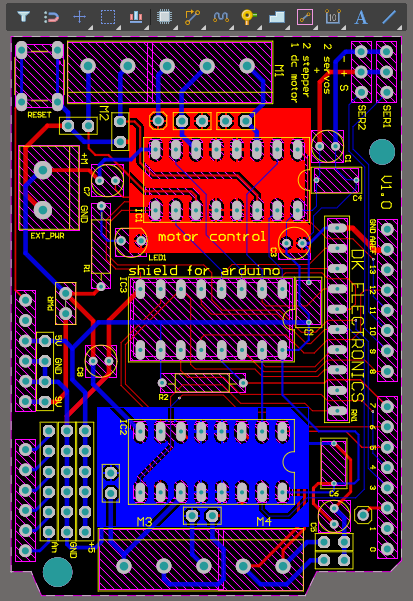 10
A
2 servos
2 stepper
1 dc motor
M1
- + S
+
SER2
SER1
RESET
M2
+M
C7
EXT_PWR
GND
IC1
C1
C4
V1.0
motor control
LED1
C3
shield for arduino
R1
IC3
GND
AREF
13
12
11
10
9
8
DK ELECTRONICS
PWR
C2
5V
GND
9V
C8
R2
RN1
IC2
7
6
5
4
3
2
1
0
C6
C5
M3
M4
An
GND
+5